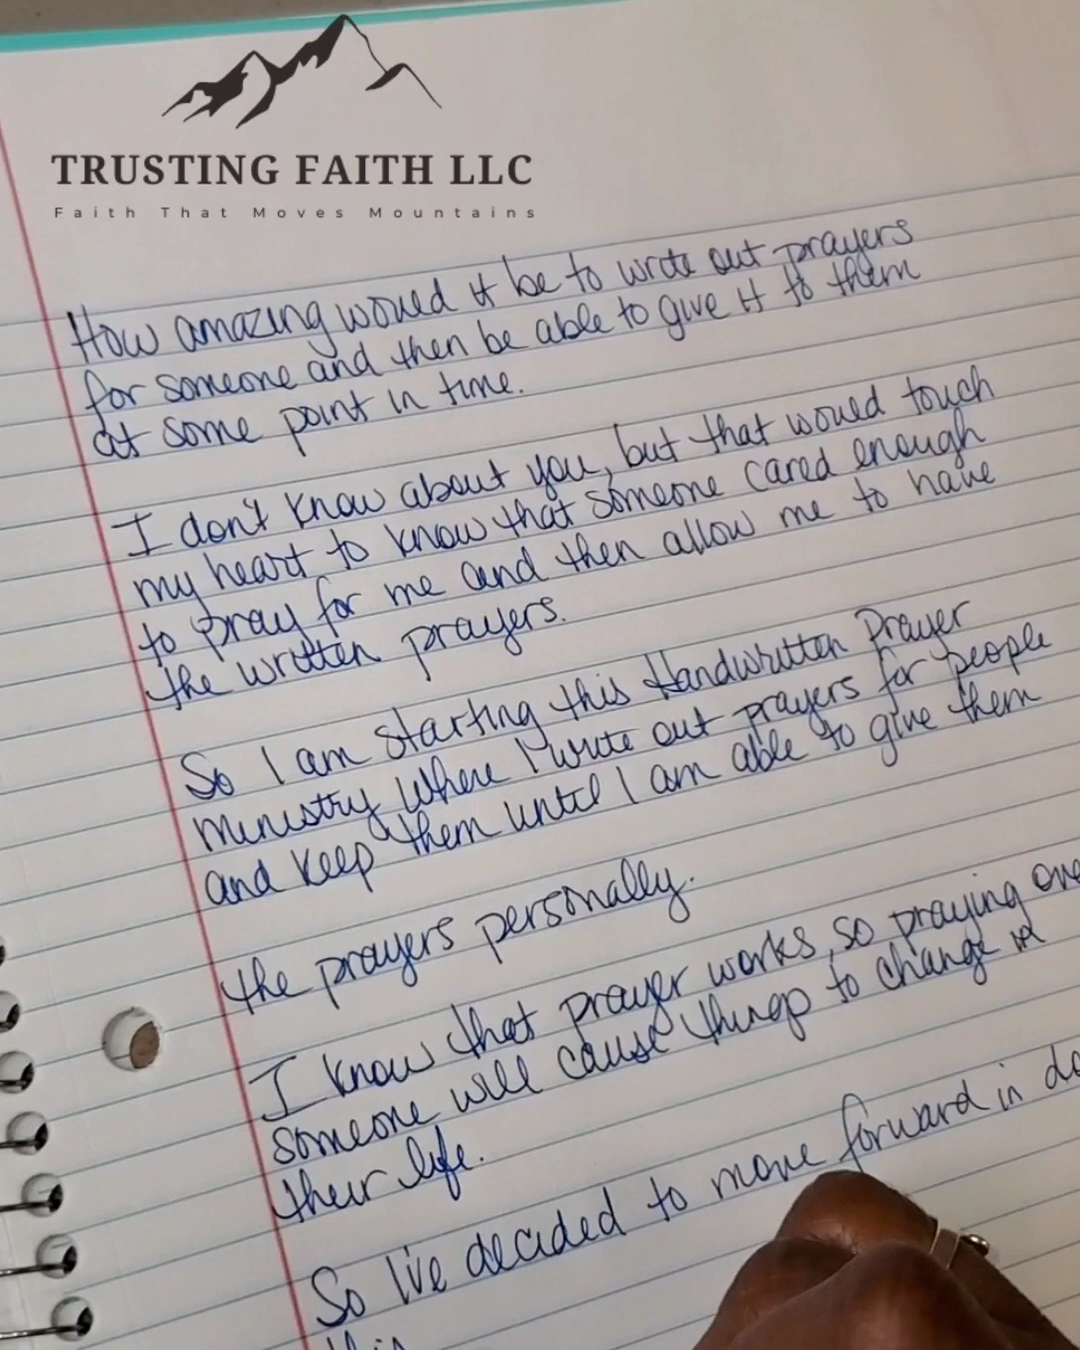 TRUSTING FAITH LLC
Faith That Moves Mountains
How amazing would it be to write out prayers
for someone and then be able to give it to them
at some point in time.
I don't know about you, but that would touch
my heart to know that someone cared enough
to pray for me and then allow me to have
the written prayers.
So I am starting this Handwritten Prayer
ministry where I write out prayers for people
and keep them until I am able to give them
the prayers personally.
I know that prayer works, so praying ove
someone will cause things to change in
their life.
So I've decided to move forward in do
this